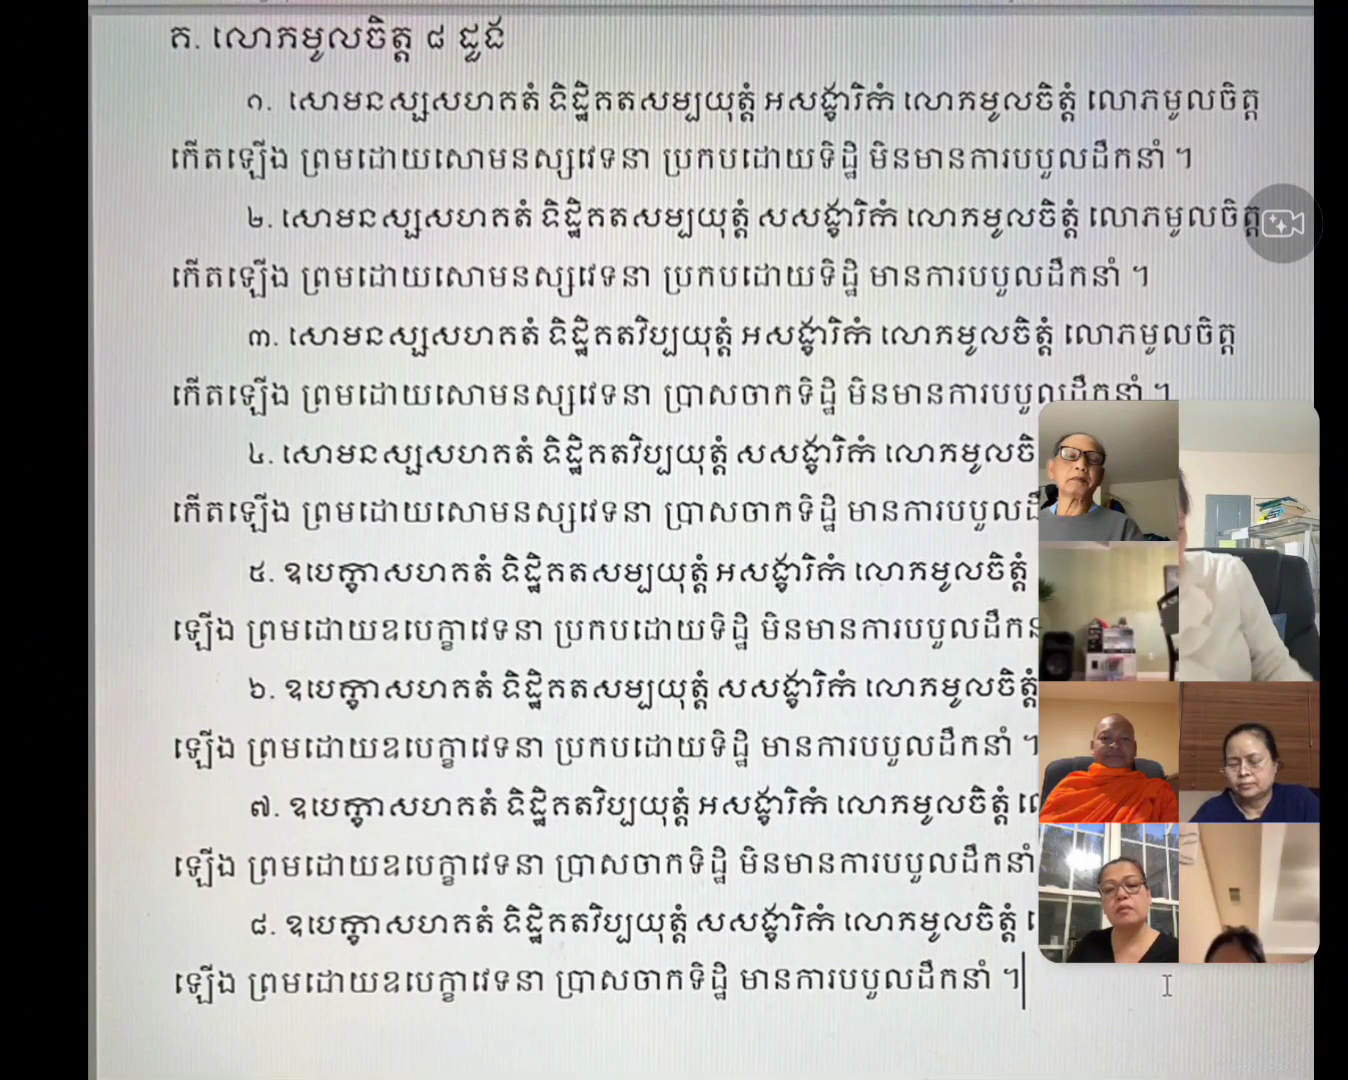 គ. លោភមូលចិត្ត ៨ ដួង
១. សោមនស្សសហគតំ ទិដ្ឋិគតសម្បយុត្តំ អសង្ខារិកំ លោភមូលចិត្តំ លោភមូលចិត្ត
កើតឡើង ព្រមដោយសោមនស្សវេទនា ប្រកបដោយទិដ្ឋិ មិនមានការបបួលដឹកនាំ ។
២. សោមនស្សសហគតំ ទិដ្ឋិគតសម្បយុត្តំ សសង្ខារិកំ លោភមូលចិត្តំ លោភមូលចិត្ត
កើតឡើង ព្រមដោយសោមនស្សវេទនា ប្រកបដោយទិដ្ឋិ មានការបបួលដឹកនាំ ។
៣. សោមនស្សសហគតំ ទិដ្ឋិគតវិប្បយុត្តំ អសង្ខារិកំ លោភមូលចិត្តំ លោភមូលចិត្ត
កើតឡើង ព្រមដោយសោមនស្សវេទនា ប្រាសចាកទិដ្ឋិ មិនមានការបបួលដឹកនាំ ។
៤. សោមនស្សសហគតំ ទិដ្ឋិគតវិប្បយុត្តំ សសង្ខារិកំ លោភមូលចិ
កើតឡើង ព្រមដោយសោមនស្សវេទនា ប្រាសចាកទិដ្ឋិ មានការបបួលដឹ
៥. ឧបេក្ខាសហគតំ ទិដ្ឋិគតសម្បយុត្តំ អសង្ខារិកំ លោភមូលចិត្តំ
ឡើង ព្រមដោយឧបេក្ខាវេទនា ប្រកបដោយទិដ្ឋិ មិនមានការបបួលដឹកន
៦. ឧបេក្ខាសហគតំ ទិដ្ឋិគតសម្បយុត្តំ សសង្ខារិកំ លោភមូលចិត្តំ
ឡើង ព្រមដោយឧបេក្ខាវេទនា ប្រកបដោយទិដ្ឋិ មានការបបួលដឹកនាំ ។
៧. ឧបេក្ខាសហគតំ ទិដ្ឋិគតវិប្បយុត្តំ អសង្ខារិកំ លោភមូលចិត្តំ
ឡើង ព្រមដោយឧបេក្ខាវេទនា ប្រាសចាកទិដ្ឋិ មិនមានការបបួលដឹកនាំ
៨. ឧបេក្ខាសហគតំ ទិដ្ឋិគតវិប្បយុត្តំ សសង្ខារិកំ លោភមូលចិត្តំ
ឡើង ព្រមដោយឧបេក្ខាវេទនា ប្រាសចាកទិដ្ឋិ មានការបបួលដឹកនាំ ។